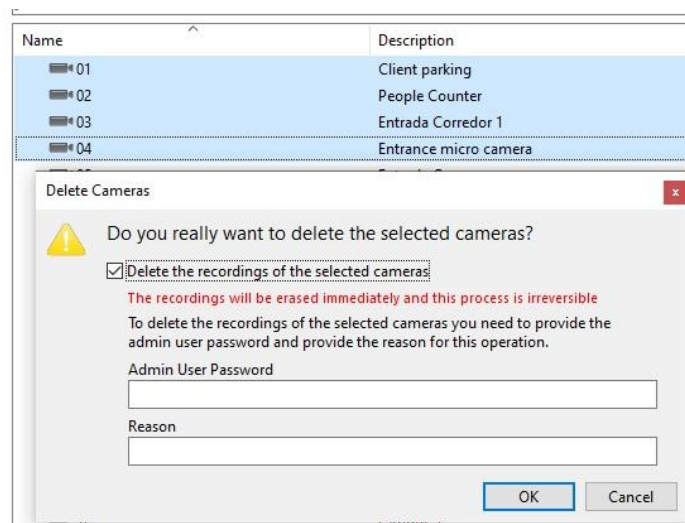 Name Description
01 Client parking
02 People Counter
03 Entrada Corredor 1
04 Entrance micro camera
Delete Cameras
Do you really want to delete the selected cameras?
Delete the recordings of the selected cameras
The recordings will be erased immediately and this process is irreversible
To delete the recordings of the selected cameras you need to provide the
admin user password and provide the reason for this operation.
Admin User Password
Reason
OK Cancel